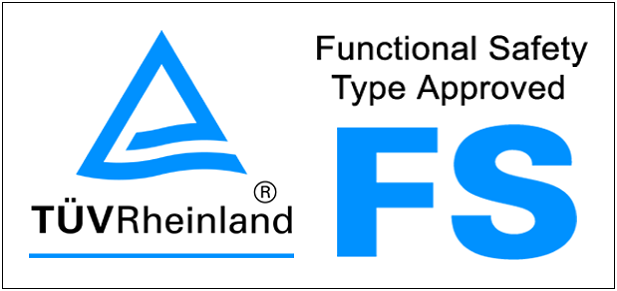 Functional Safety
Type Approved
FS
®
TÜVRheinland